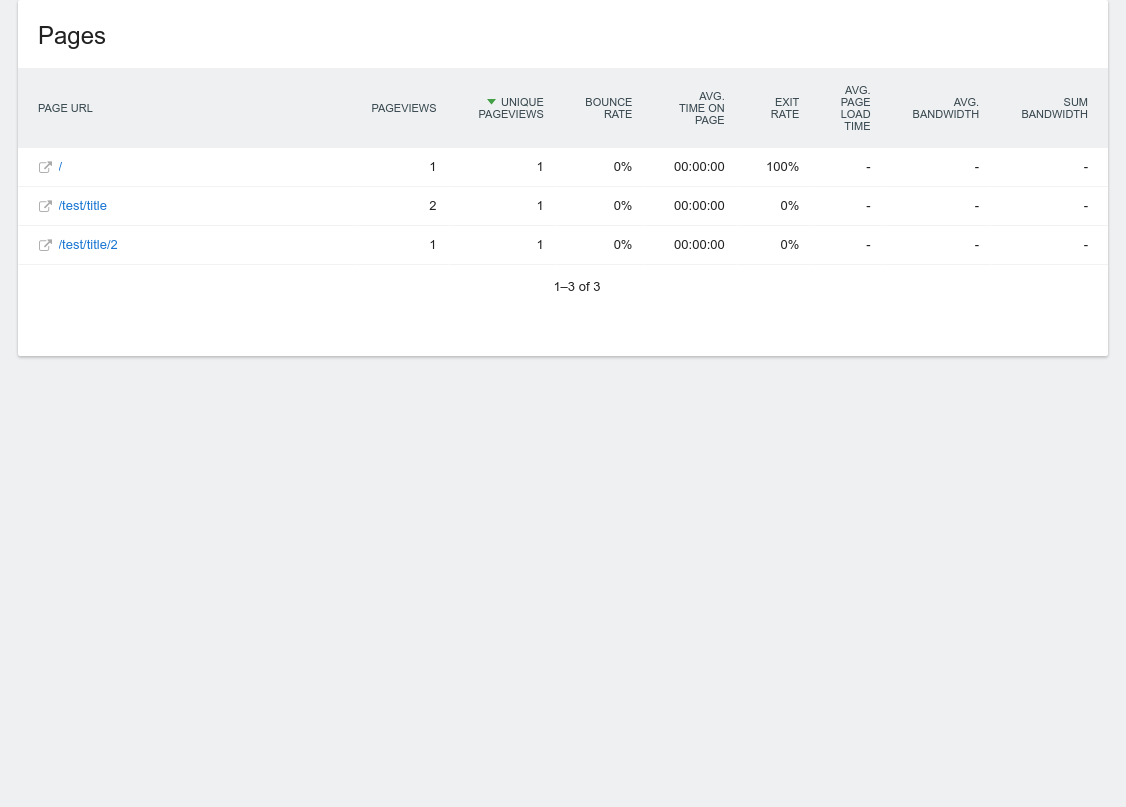 Pages
PAGE URL PAGEVIEWS UNIQUE PAGEVIEWS BOUNCE RATE AVG. TIME ON PAGE EXIT RATE AVG. PAGE LOAD TIME AVG. BANDWIDTH SUM BANDWIDTH
/ 1 1 0% 00:00:00 100% - - -
/test/title 2 1 0% 00:00:00 0% - - -
/test/title/2 1 1 0% 00:00:00 0% - - -
1–3 of 3